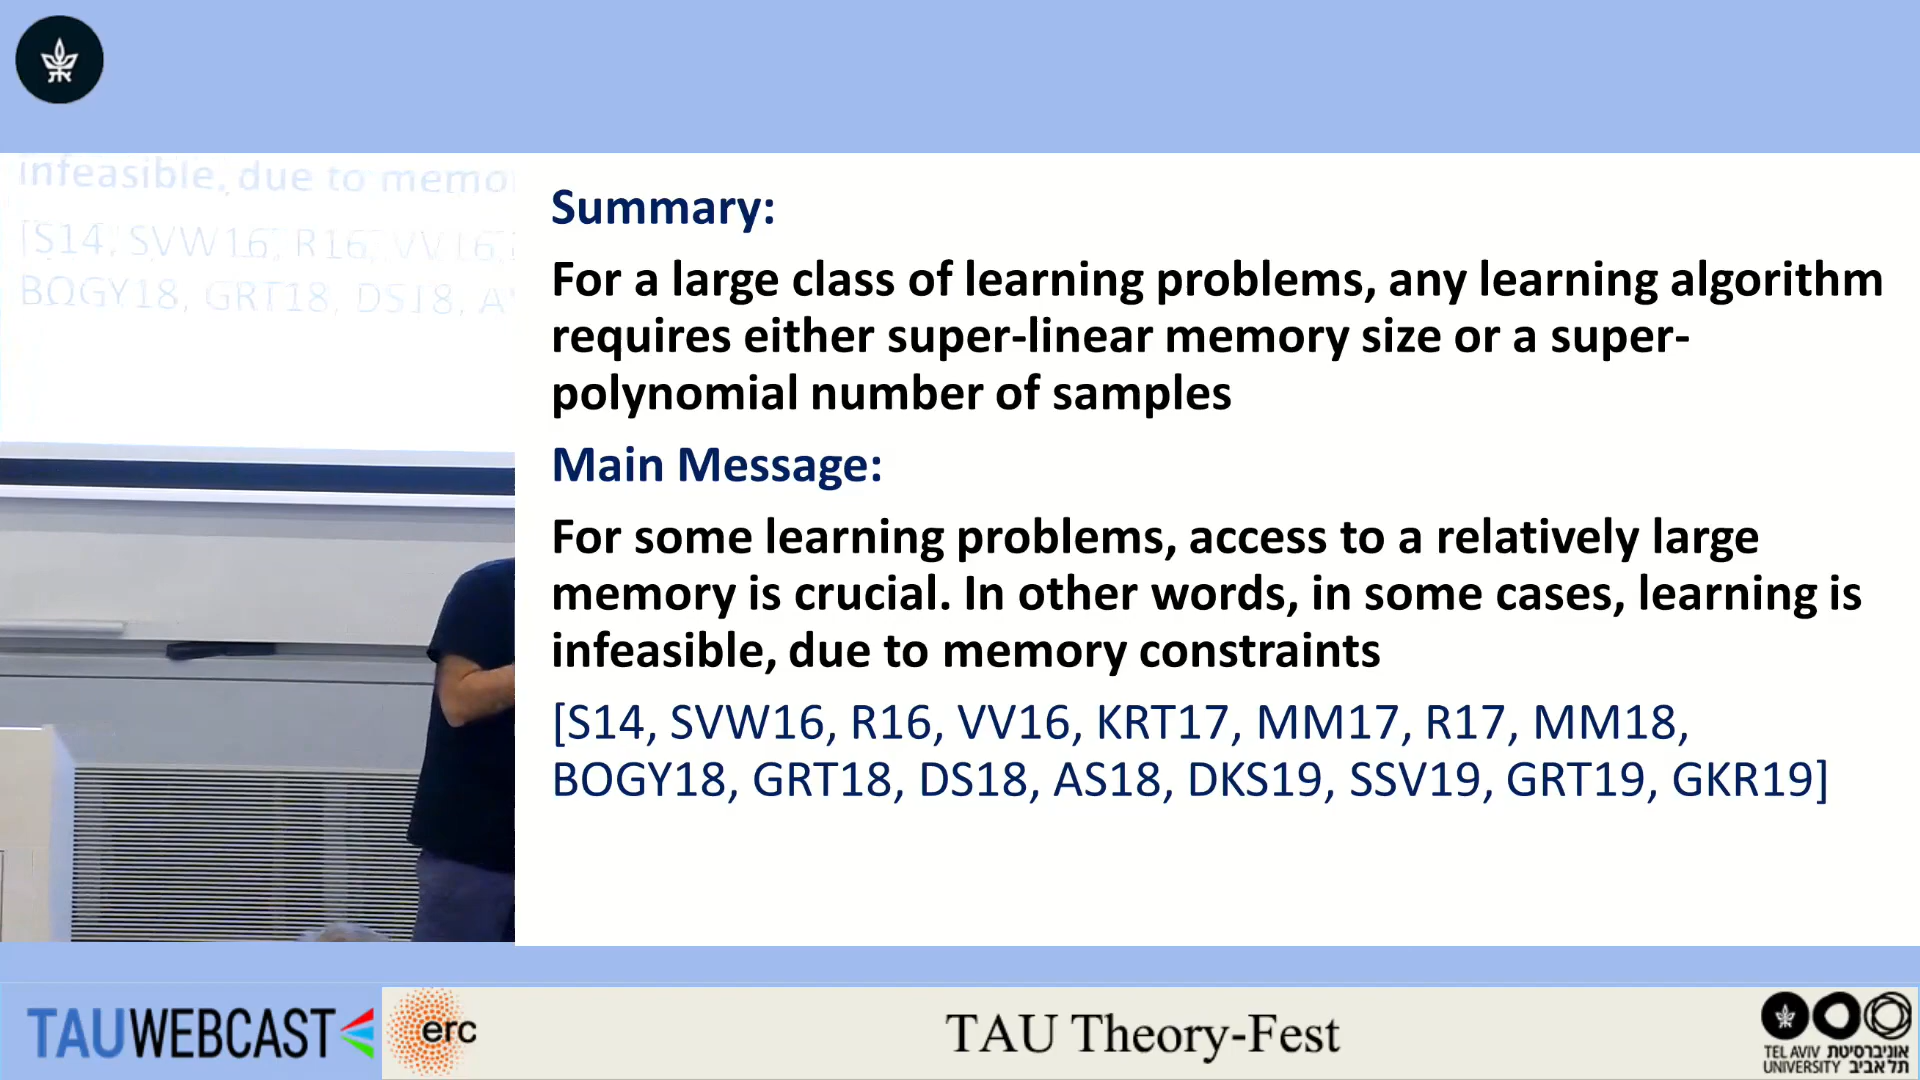 infeasible, due to memo
[S14, SVW16, R16, VV16,
BOGY18, GRT18, DS18, A
Summary:
For a large class of learning problems, any learning algorithm
requires either super-linear memory size or a super-
polynomial number of samples
Main Message:
For some learning problems, access to a relatively large
memory is crucial. In other words, in some cases, learning is
infeasible, due to memory constraints
[S14, SVW16, R16, VV16, KRT17, MM17, R17, MM18,
BOGY18, GRT18, DS18, AS18, DKS19, SSV19, GRT19, GKR19]
TAUWEBCAST
erc
TAU Theory-Fest
TEL AVIV אוניברסיטת
UNIVERSITY תל אביב